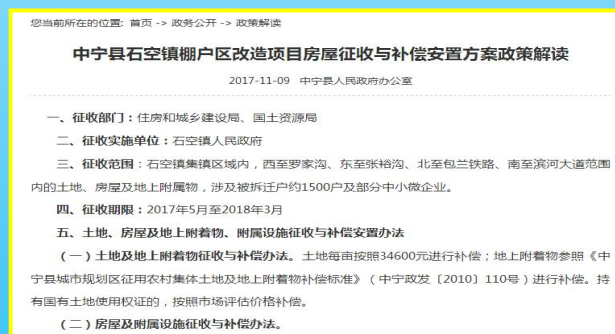 您当前所在的位置: 首页 -> 政务公开 -> 政策解读
中宁县石空镇棚户区改造项目房屋征收与补偿安置方案政策解读
2017-11-09 中宁县人民政府办公室
一、征收部门：住房和城乡建设局、国土资源局
二、征收实施单位：石空镇人民政府
三、征收范围：石空镇集镇区域内，西至罗家沟、东至张裕沟、北至包兰铁路、南至滨河大道范围
内的土地、房屋及地上附属物，涉及被拆迁户约1500户及部分中小微企业。
四、征收期限：2017年5月至2018年3月
五、土地、房屋及地上附着物、附属设施征收与补偿安置办法
（一）土地及地上附着物征收与补偿办法。土地每亩按照34600元进行补偿；地上附着物参照《中
宁县城市规划区征用农村集体土地及地上附着物补偿标准》（中宁政发〔2010〕110号）进行补偿。持
有国有土地使用权证的，按照市场评估价格补偿。
（二）房屋及附属设施征收与补偿办法。